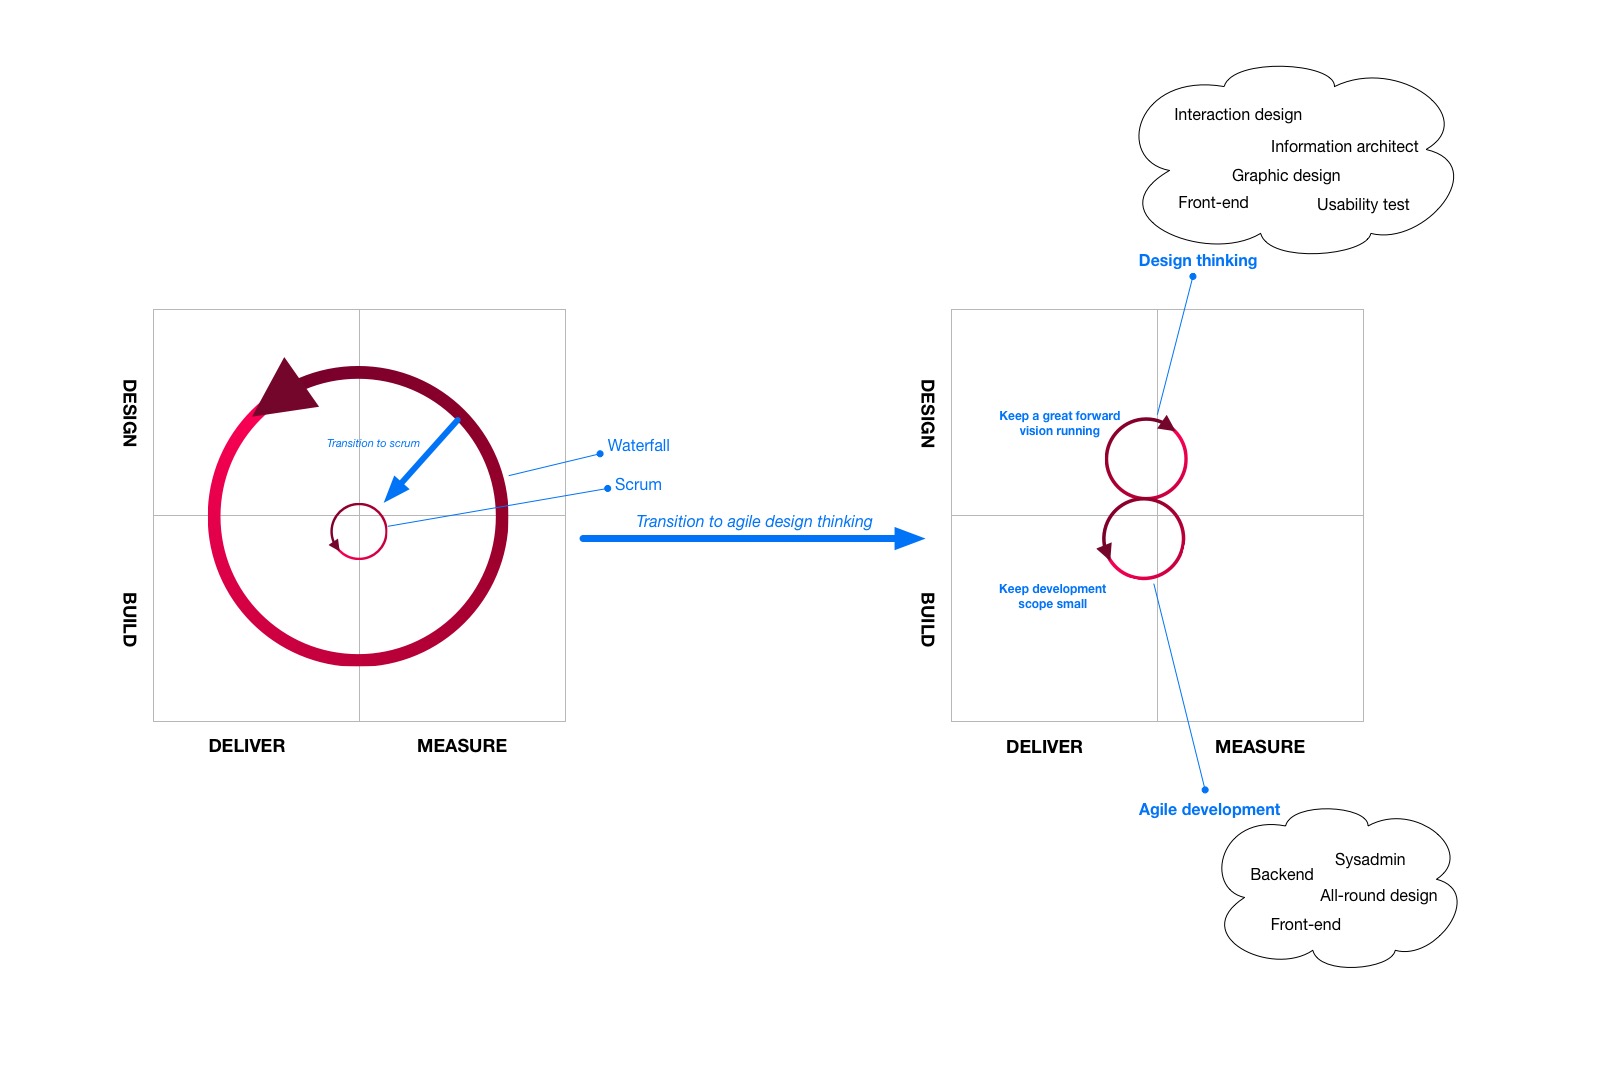 Interaction design
Information architect
Graphic design
Front-end
Usability test
Design thinking
DESIGN
Transition to scrum
Waterfall
Scrum
BUILD
DELIVER
MEASURE
Transition to agile design thinking
DESIGN
Keep a great forward
vision running
Keep development
scope small
BUILD
DELIVER
MEASURE
Agile development
Sysadmin
Backend
All-round design
Front-end